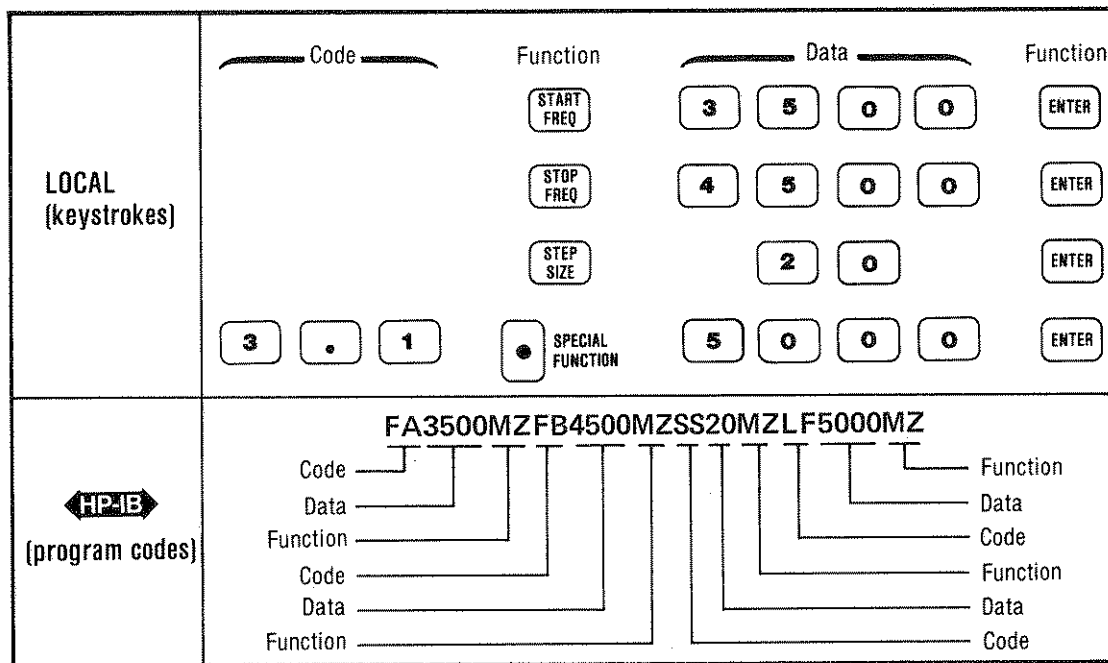 Code Function Data Function
START FREQ 3 5 0 0 ENTER
STOP FREQ 4 5 0 0 ENTER
LOCAL
(keystrokes)
STEP SIZE 2 0 ENTER
3 . 1 SPECIAL FUNCTION 5 0 0 0 ENTER
FA3500MZFB4500MZSS20MZLF5000MZ
Code Function
HP-IB
Data Data
(program codes)
Function Code
Code Function
Data Data
Function Code